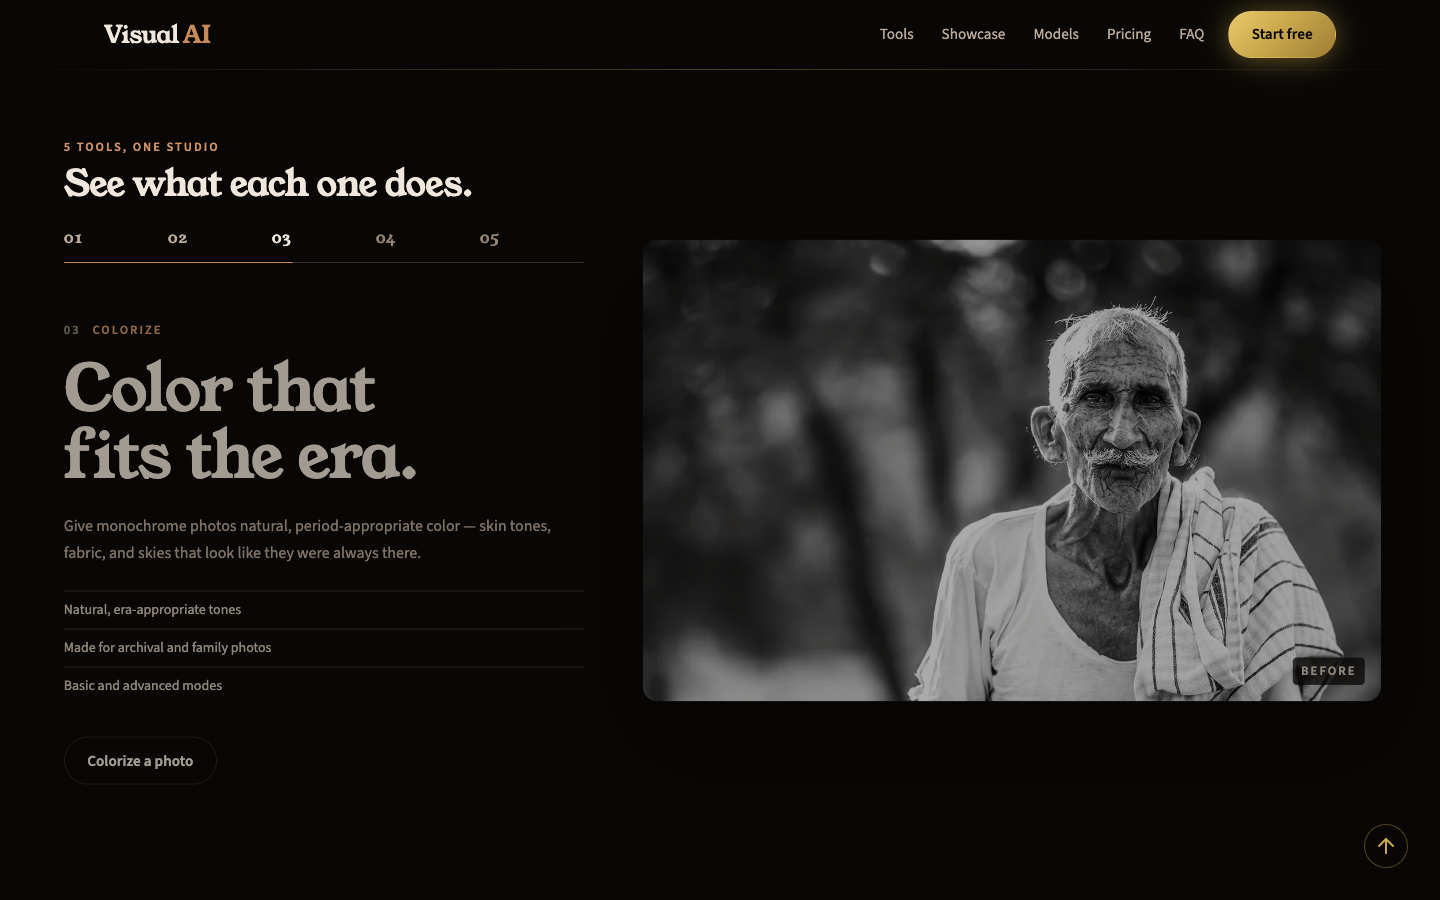 Visual AI
Tools
Showcase
Models
Pricing
FAQ
Start free
5 TOOLS, ONE STUDIO
See what each one does.
01
02
03
04
05
03 COLORIZE
Color that
fits the era.
Give monochrome photos natural, period-appropriate color — skin tones,
fabric, and skies that look like they were always there.
Natural, era-appropriate tones
Made for archival and family photos
Basic and advanced modes
Colorize a photo
BEFORE